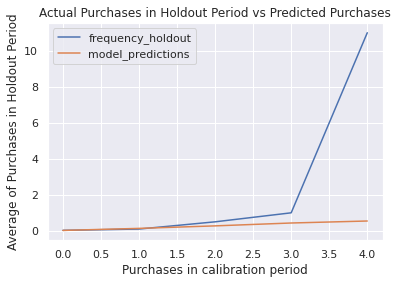 Actual Purchases in Holdout Period vs Predicted Purchases
frequency_holdout
model_predictions
Average of Purchases in Holdout Period
10
8
6
4
2
0
0.0 0.5 1.0 1.5 2.0 2.5 3.0 3.5 4.0
Purchases in calibration period